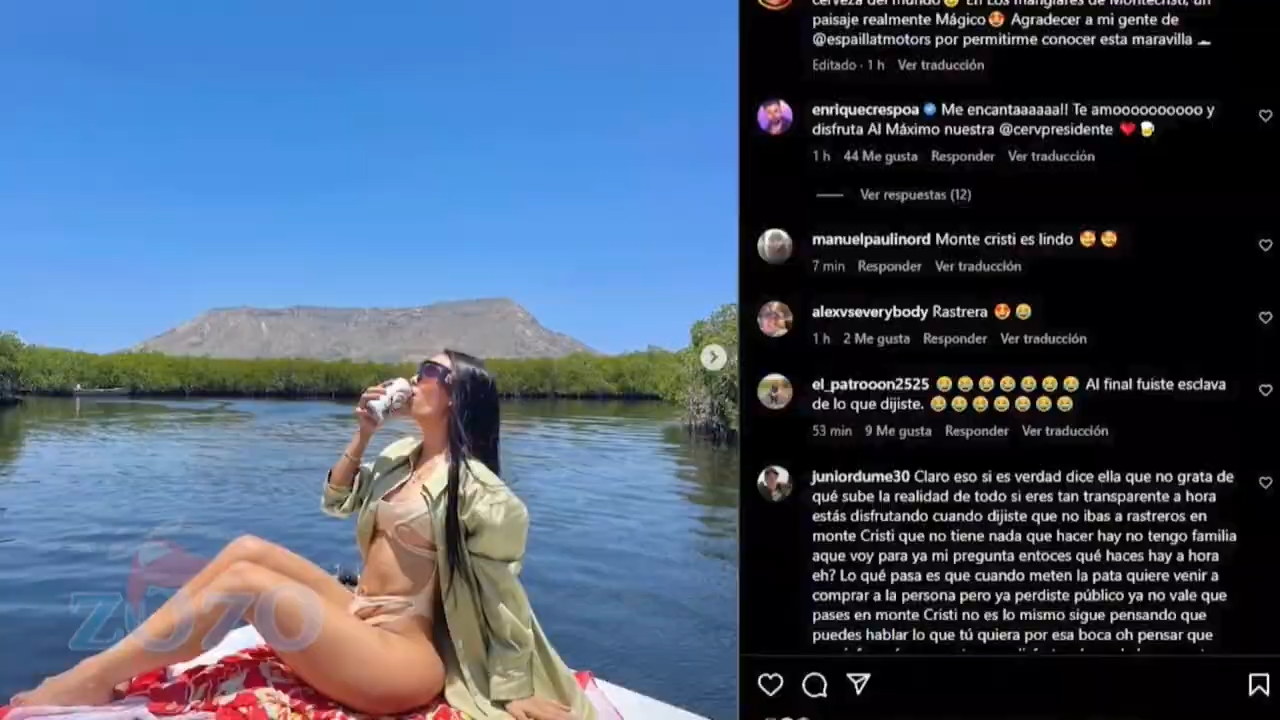 cerveza del mundo😉 En Los manglares de Montecristi, un
paisaje realmente Mágico😍 Agradecer a mi gente de
@espaillatmotors por permitirme conocer esta maravilla
Editado · 1 h Ver traducción
enriquecrespoa Me encantaaaaaa!! Te amoooooooooo y
disfruta Al Máximo nuestra @cervpresidente ❤️🍺
1 h 44 Me gusta Responder Ver traducción
Ver respuestas (12)
manuelpaulinord Monte cristi es lindo 🥰🥰
7 min Responder Ver traducción
alexvseverybody Rastrera 😍😂
1 h 2 Me gusta Responder Ver traducción
el_patrooon2525 😂😂😂😂😂😂😂 Al final fuiste esclava
de lo que dijiste. 😂😂😂😂😂😂😂
53 min 9 Me gusta Responder Ver traducción
juniordume30 Claro eso si es verdad dice ella que no grata de
qué sube la realidad de todo si eres tan transparente a hora
estás disfrutando cuando dijiste que no ibas a rastreros en
monte Cristi que no tiene nada que hacer hay no tengo familia
aque voy para ya mi pregunta entoces qué haces hay a hora
eh? Lo qué pasa es que cuando meten la pata quiere venir a
comprar a la persona pero ya perdiste público ya no vale que
pases en monte Cristi no es lo mismo sigue pensando que
puedes hablar lo que tú quiera por esa boca oh pensar que
ZOZO